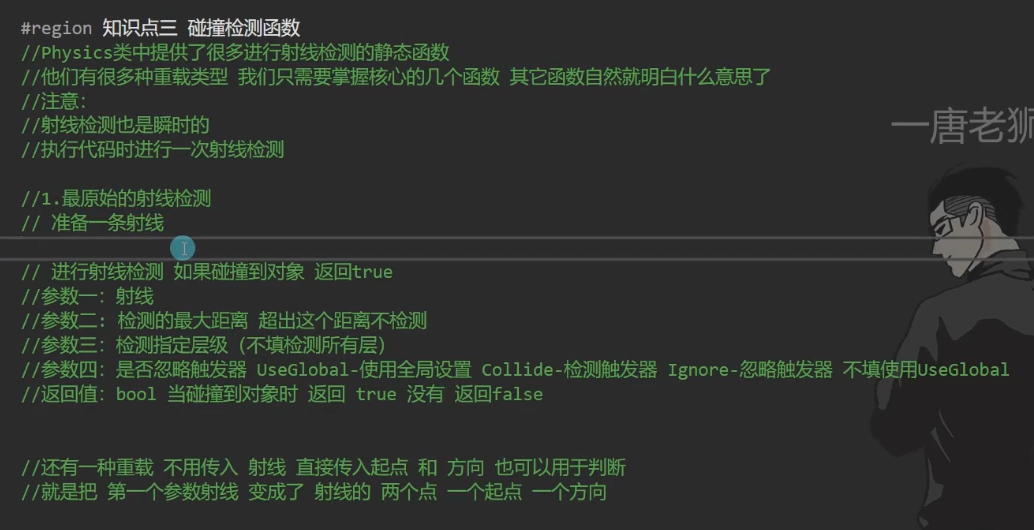 #region 知识点三 碰撞检测函数
//Physics类中提供了很多进行射线检测的静态函数
//他们有很多种重载类型 我们只需要掌握核心的几个函数 其它函数自然就明白什么意思了
//注意：
//射线检测也是瞬时的
//执行代码时进行一次射线检测
一唐老狮
//1.最原始的射线检测
// 准备一条射线
// 进行射线检测 如果碰撞到对象 返回true
//参数一：射线
//参数二：检测的最大距离 超出这个距离不检测
//参数三：检测指定层级（不填检测所有层）
//参数四：是否忽略触发器 UseGlobal-使用全局设置 Collide-检测触发器 Ignore-忽略触发器 不填使用UseGlobal
//返回值：bool 当碰撞到对象时 返回 true 没有 返回false
//还有一种重载 不用传入 射线 直接传入起点 和 方向 也可以用于判断
//就是把 第一个参数射线 变成了 射线的 两个点 一个起点 一个方向